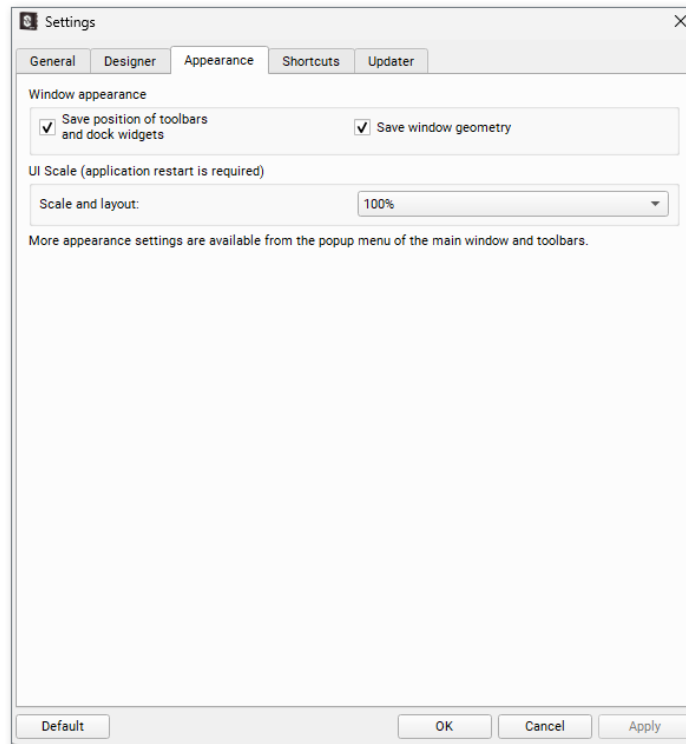 Settings
General Designer Appearance Shortcuts Updater
Window appearance
Save position of toolbars
and dock widgets
Save window geometry
UI Scale (application restart is required)
Scale and layout: 100%
More appearance settings are available from the popup menu of the main window and toolbars.
Default OK Cancel Apply